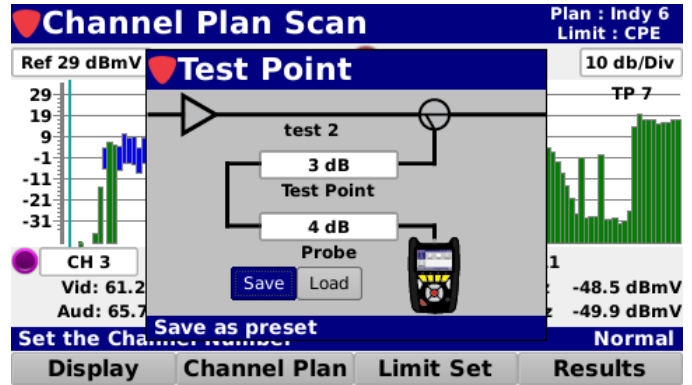 Channel Plan Scan
Plan : Indy 6
Limit : CPE
Ref 29 dBmV
Test Point
10 db/Div
29
19
9
-1
-11
-21
-31
TP 7
test 2
3 dB
Test Point
4 dB
Probe
Save Load
Save as preset
CH 3
Vid: 61.2
Aud: 65.7
-48.5 dBmV
-49.9 dBmV
Set the Channel Number
Normal
Display Channel Plan Limit Set Results